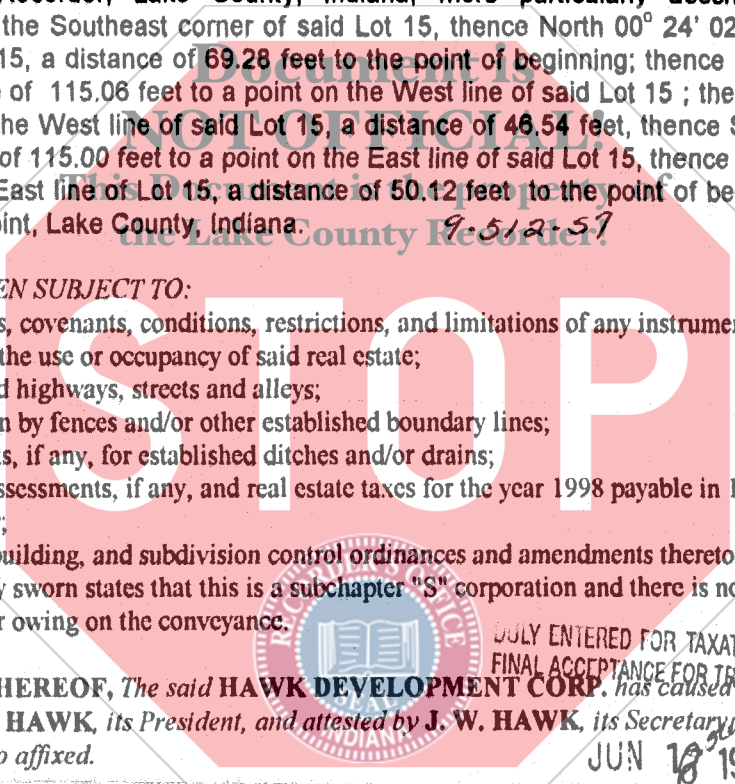 the Southeast corner of said Lot 15, thence North 00° 24' 02
15, a distance of 69.28 feet to the point of beginning; thence
of 115.06 feet to a point on the West line of said Lot 15 ; the
the West line of said Lot 15, a distance of 46.54 feet, thence S
of 115.00 feet to a point on the East line of said Lot 15, thence
East line of Lot 15, a distance of 50.12 feet to the point of be
int, Lake County, Indiana. 9-512-59
Document is
NOT OFFICIAL!
This Document is the property of
the Lake County Recorder!
EN SUBJECT TO:
s, covenants, conditions, restrictions, and limitations of any instrume
the use or occupancy of said real estate;
d highways, streets and alleys;
n by fences and/or other established boundary lines;
s, if any, for established ditches and/or drains;
ssessments, if any, and real estate taxes for the year 1998 payable in 1
;
building, and subdivision control ordinances and amendments thereto
y sworn states that this is a subchapter "S" corporation and there is no
r owing on the conveyance.
STOP
RECORDER'S OFFICE
SEAL
INDIANA
DULY ENTERED FOR TAXAT
FINAL ACCEPTANCE FOR TR
HEREOF, The said HAWK DEVELOPMENT CORP. has caused
HAWK, its President, and attested by J. W. HAWK, its Secretary
o affixed.
JUN